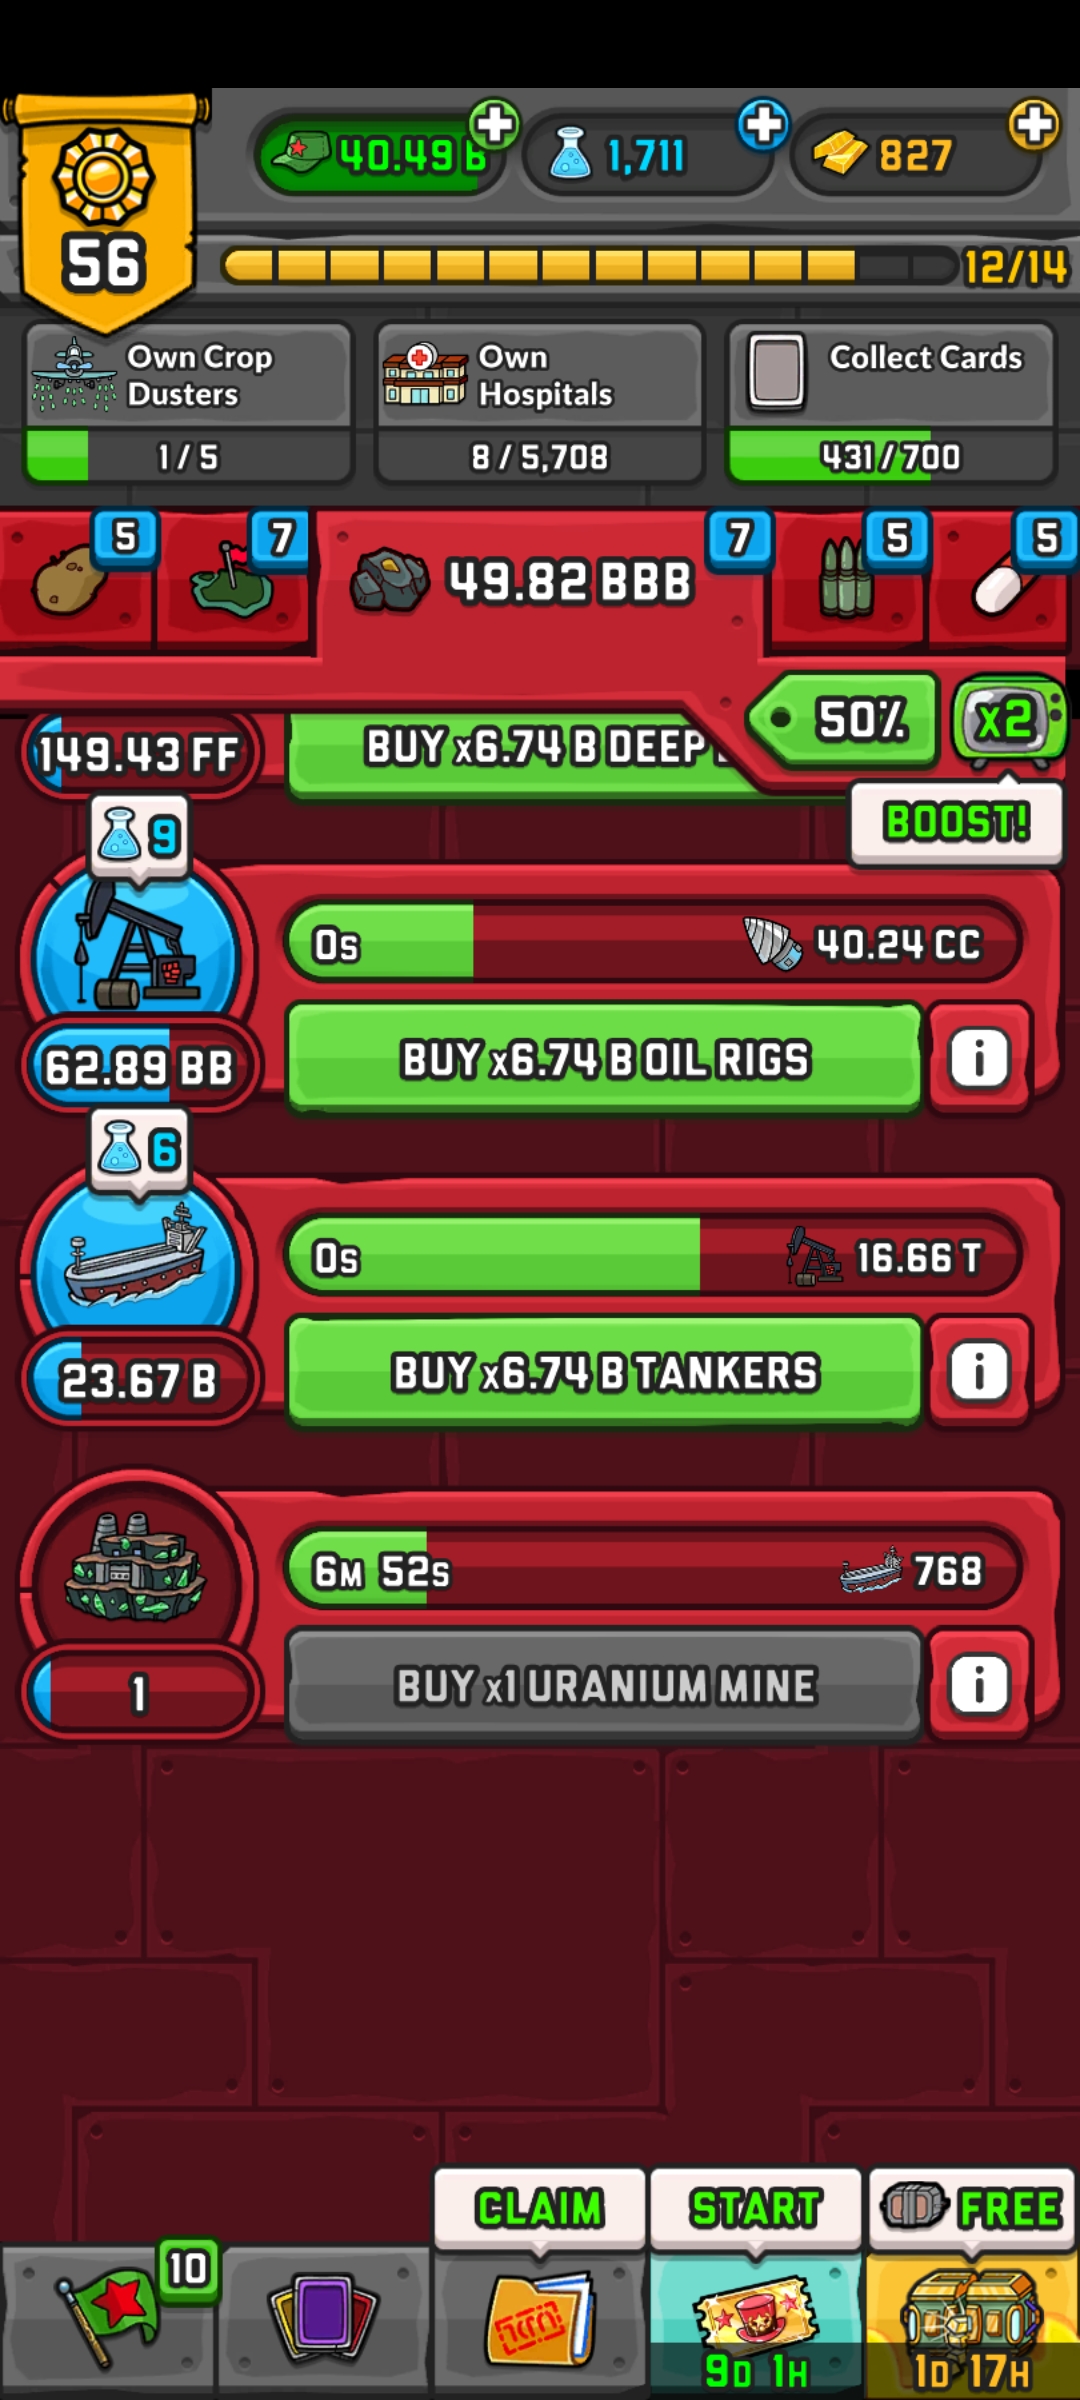 40.49 B
1,711
827
56
12/14
Own Crop
Dusters
1 / 5
Own
Hospitals
8 / 5,708
Collect Cards
431 / 700
5
7
49.82 BBB
7
5
5
50%
x2
BOOST!
149.43 FF
BUY x6.74 B DEEP
9
0s
40.24 CC
62.89 BB
BUY x6.74 B OIL RIGS
i
6
0s
16.66 T
23.67 B
BUY x6.74 B TANKERS
i
6M 52s
768
1
BUY x1 URANIUM MINE
i
CLAIM
START
FREE
10
9D 1H
1D 17H